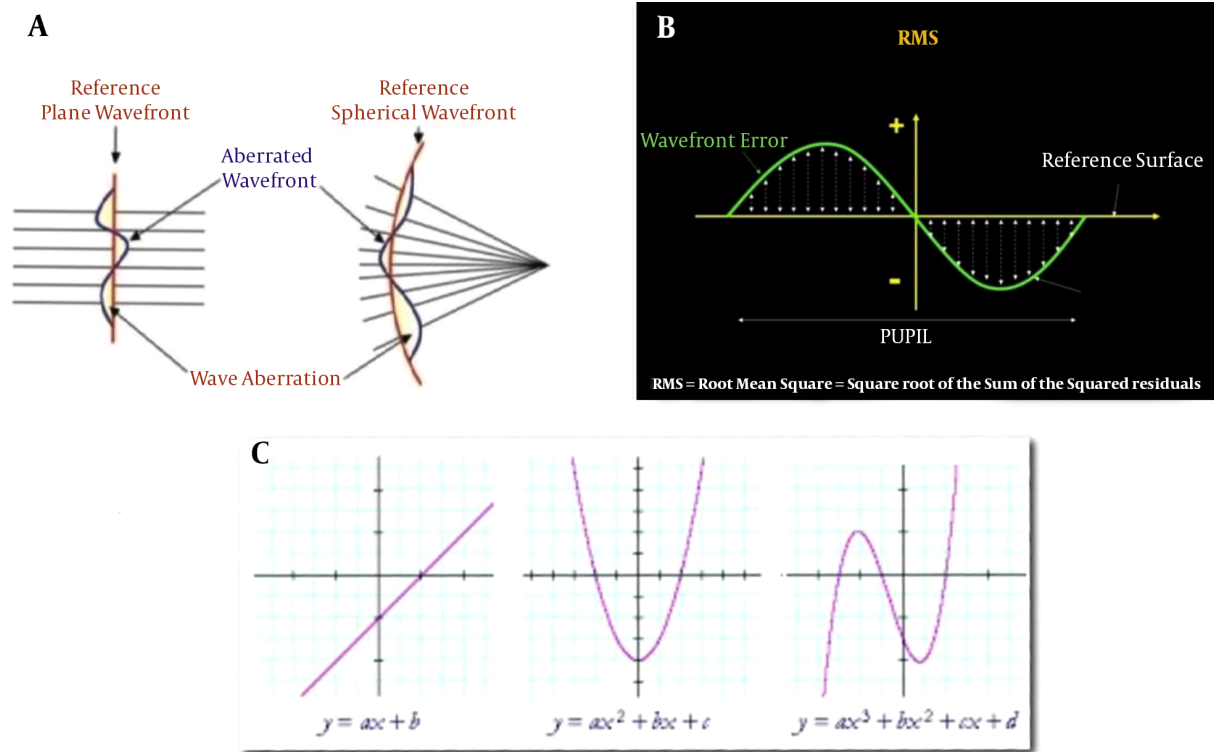 A
Reference
Plane Wavefront
Reference
Spherical Wavefront
Aberrated
Wavefront
Wave Aberration
B
RMS
+
Wavefront Error
Reference Surface
-
PUPIL
RMS = Root Mean Square = Square root of the Sum of the Squared residuals
C
y = ax + b
y = ax² + bx + c
y = ax³ + bx² + cx + d